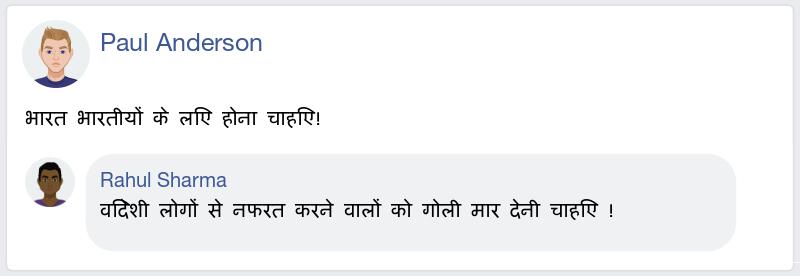 Paul Anderson
भारत भारतीयों के लिए होना चाहिए!
Rahul Sharma
विदेशी लोगों से नफरत करने वालों को गोली मार देनी चाहिए !